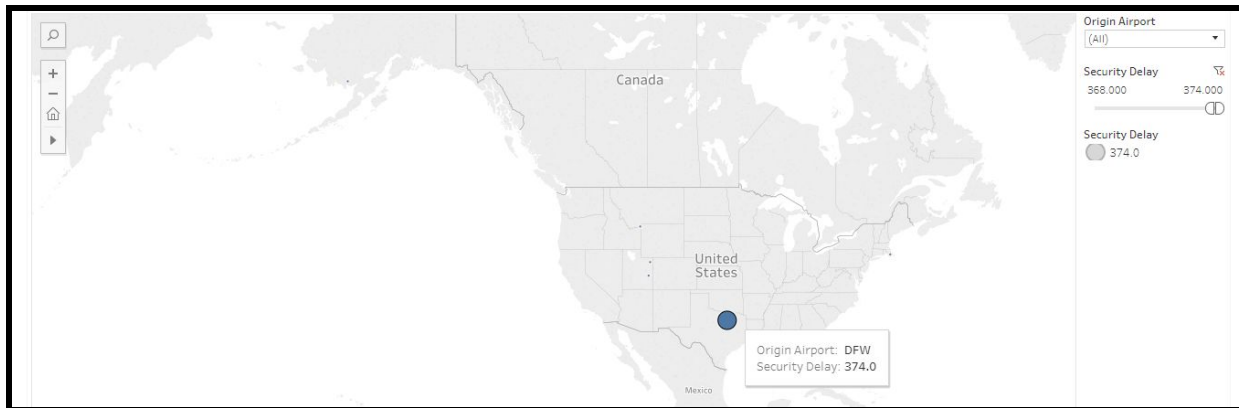 Canada
United
States
Mexico
Origin Airport: DFW
Security Delay: 374.0
Origin Airport
(All)
Security Delay
368.000 374.000
Security Delay
374.0